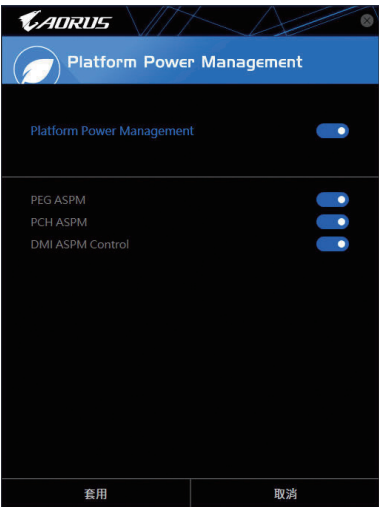 AORUS
Platform Power Management
Platform Power Management
PEG ASPM
PCH ASPM
DMI ASPM Control
套用 取消